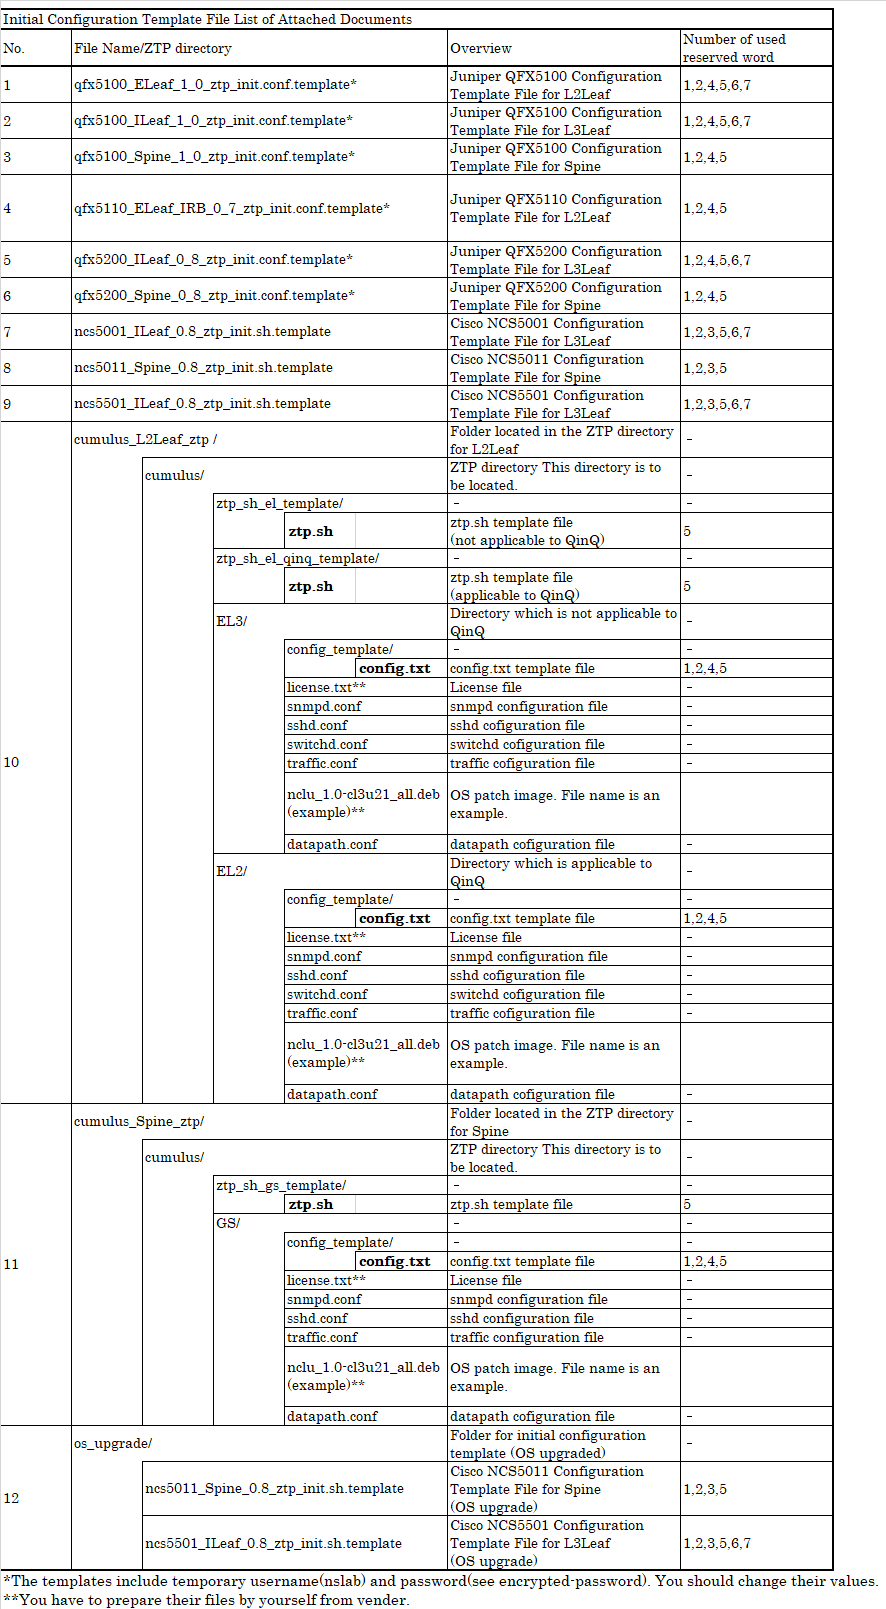 Initial Configuration Template File List of Attached Documents
No.
File Name/ZTP directory
Overview
Number of used
reserved word
1
qfx5100_ELeaf_1_0_ztp_init.conf.template*
Juniper QFX5100 Configuration
Template File for L2Leaf
1,2,4,5,6,7
2
qfx5100_ILeaf_1_0_ztp_init.conf.template*
Juniper QFX5100 Configuration
Template File for L3Leaf
1,2,4,5,6,7
3
qfx5100_Spine_1_0_ztp_init.conf.template*
Juniper QFX5100 Configuration
Template File for Spine
1,2,4,5
4
qfx5110_ELeaf_IRB_0_7_ztp_init.conf.template*
Juniper QFX5110 Configuration
Template File for L2Leaf
1,2,4,5
5
qfx5200_ILeaf_0_8_ztp_init.conf.template*
Juniper QFX5200 Configuration
Template File for L3Leaf
1,2,4,5,6,7
6
qfx5200_Spine_0_8_ztp_init.conf.template*
Juniper QFX5200 Configuration
Template File for Spine
1,2,4,5
7
ncs5001_ILeaf_0.8_ztp_init.sh.template
Cisco NCS5001 Configuration
Template File for L3Leaf
1,2,3,5,6,7
8
ncs5011_Spine_0.8_ztp_init.sh.template
Cisco NCS5011 Configuration
Template File for Spine
1,2,3,5
9
ncs5501_ILeaf_0.8_ztp_init.sh.template
Cisco NCS5501 Configuration
Template File for L3Leaf
1,2,3,5,6,7
10
cumulus_L2Leaf_ztp /
Folder located in the ZTP directory
for L2Leaf
-
cumulus/
ZTP directory This directory is to
be located.
-
ztp_sh_el_template/
-
-
ztp.sh
ztp.sh template file
(not applicable to QinQ)
5
ztp_sh_el_qinq_template/
-
-
ztp.sh
ztp.sh template file
(applicable to QinQ)
5
EL3/
Directory which is not applicable to
QinQ
-
config_template/
-
-
config.txt
config.txt template file
1,2,4,5
license.txt**
License file
-
snmpd.conf
snmpd configuration file
-
sshd.conf
sshd cofiguration file
-
switchd.conf
switchd cofiguration file
-
traffic.conf
traffic cofiguration file
-
nclu_1.0-cl3u21_all.deb
(example)**
OS patch image. File name is an
example.
datapath.conf
datapath cofiguration file
-
EL2/
Directory which is applicable to
QinQ
-
config_template/
-
-
config.txt
config.txt template file
1,2,4,5
license.txt**
License file
-
snmpd.conf
snmpd configuration file
-
sshd.conf
sshd cofiguration file
-
switchd.conf
switchd cofiguration file
-
traffic.conf
traffic cofiguration file
-
nclu_1.0-cl3u21_all.deb
(example)**
OS patch image. File name is an
example.
datapath.conf
datapath cofiguration file
-
11
cumulus_Spine_ztp/
Folder located in the ZTP directory
for Spine
-
cumulus/
ZTP directory This directory is to
be located.
-
ztp_sh_gs_template/
-
-
ztp.sh
ztp.sh template file
5
GS/
-
-
config_template/
-
-
config.txt
config.txt template file
1,2,4,5
license.txt**
License file
-
snmpd.conf
snmpd configuration file
-
sshd.conf
sshd configuration file
-
traffic.conf
traffic configuration file
-
nclu_1.0-cl3u21_all.deb
(example)**
OS patch image. File name is an
example.
datapath.conf
datapath cofiguration file
-
12
os_upgrade/
Folder for initial configuration
template (OS upgraded)
-
ncs5011_Spine_0.8_ztp_init.sh.template
Cisco NCS5011 Configuration
Template File for Spine
(OS upgrade)
1,2,3,5
ncs5501_ILeaf_0.8_ztp_init.sh.template
Cisco NCS5501 Configuration
Template File for L3Leaf
(OS upgrade)
1,2,3,5,6,7
*The templates include temporary username(nslab) and password(see encrypted-password). You should change their values.
**You have to prepare their files by yourself from vender.